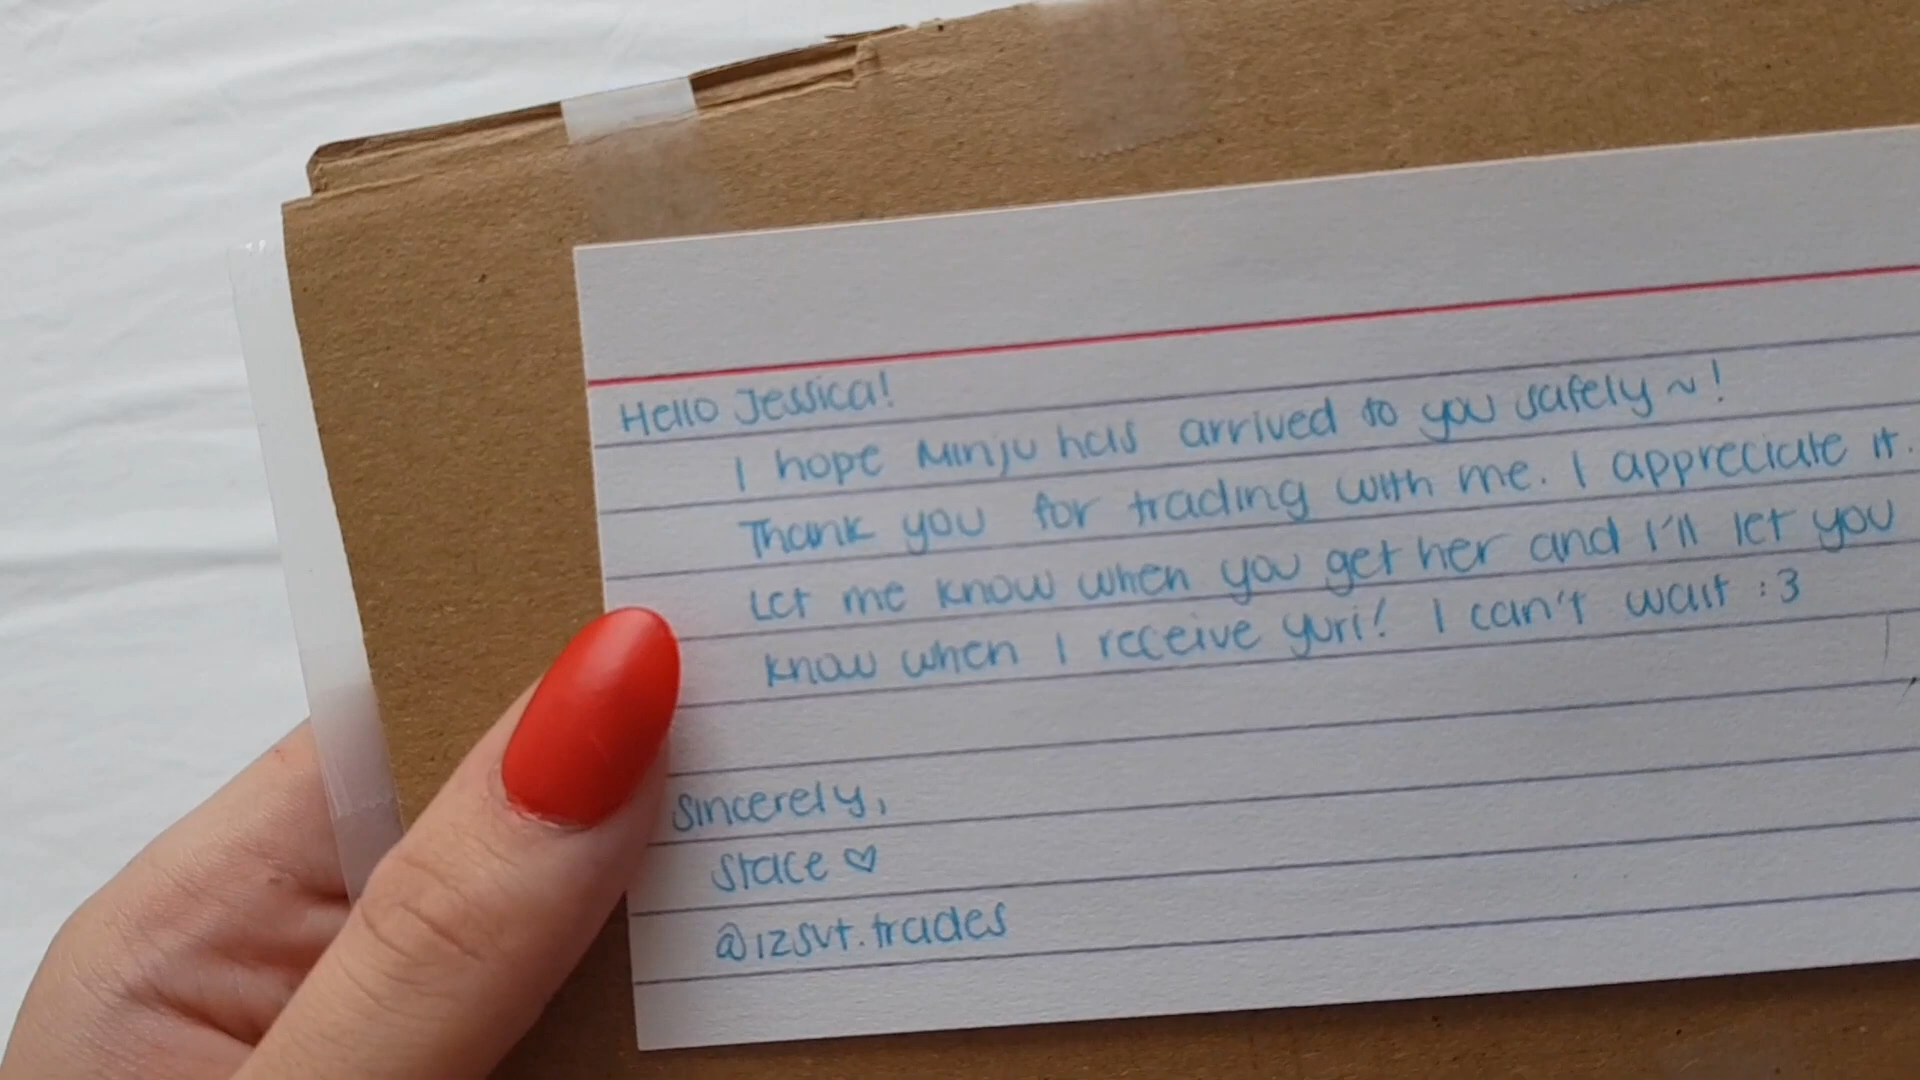 Hello Jessica!
I hope Minju has arrived to you safely ~!
Thank you for trading with me. I appreciate it.
Let me know when you get her and I'll let you
know when I receive yuri! I can't wait :3
Sincerely,
Stace ♡
@izsvt.trades